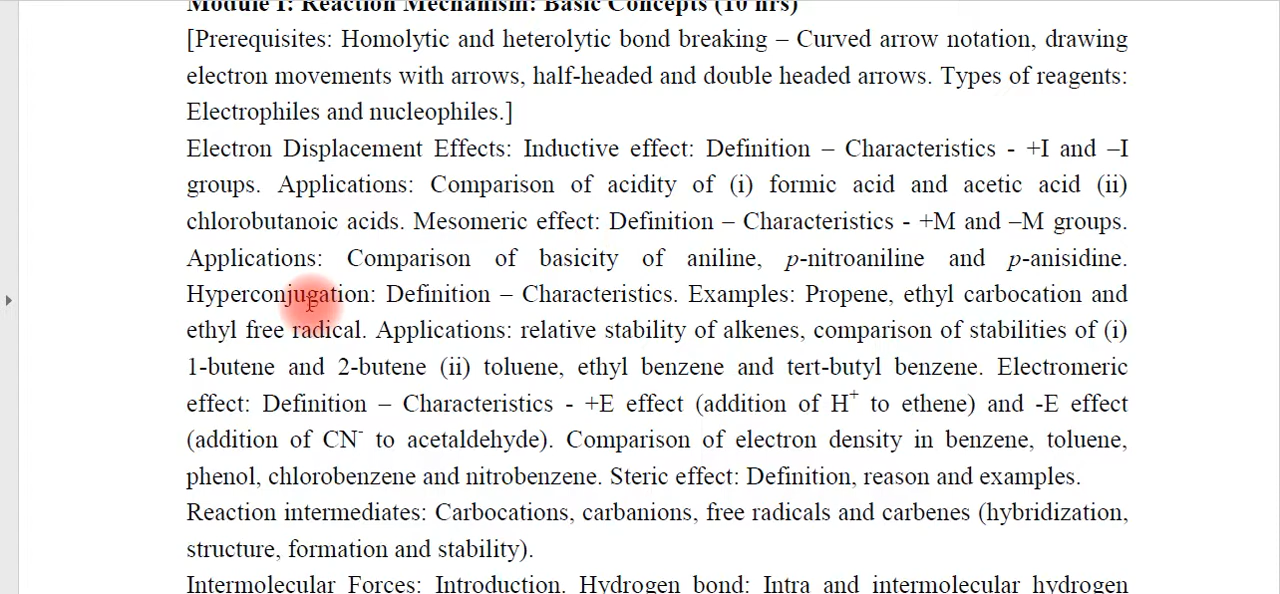 Module I: Reaction Mechanism: Basic Concepts (10 hrs)
[Prerequisites: Homolytic and heterolytic bond breaking – Curved arrow notation, drawing
electron movements with arrows, half-headed and double headed arrows. Types of reagents:
Electrophiles and nucleophiles.]
Electron Displacement Effects: Inductive effect: Definition – Characteristics - +I and –I
groups. Applications: Comparison of acidity of (i) formic acid and acetic acid (ii)
chlorobutanoic acids. Mesomeric effect: Definition – Characteristics - +M and –M groups.
Applications: Comparison of basicity of aniline, p-nitroaniline and p-anisidine.
Hyperconjugation: Definition – Characteristics. Examples: Propene, ethyl carbocation and
ethyl free radical. Applications: relative stability of alkenes, comparison of stabilities of (i)
1-butene and 2-butene (ii) toluene, ethyl benzene and tert-butyl benzene. Electromeric
effect: Definition – Characteristics - +E effect (addition of H⁺ to ethene) and -E effect
(addition of CN⁻ to acetaldehyde). Comparison of electron density in benzene, toluene,
phenol, chlorobenzene and nitrobenzene. Steric effect: Definition, reason and examples.
Reaction intermediates: Carbocations, carbanions, free radicals and carbenes (hybridization,
structure, formation and stability).
Intermolecular Forces: Introduction. Hydrogen bond: Intra and intermolecular hydrogen